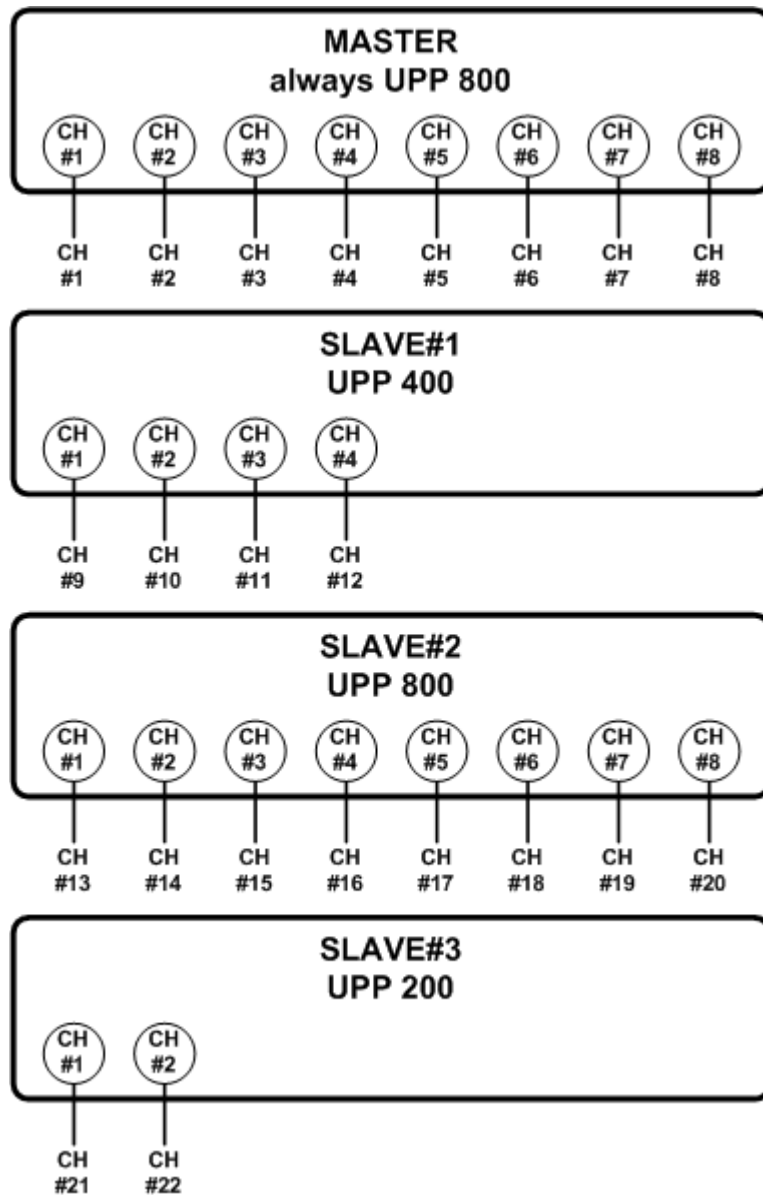 MASTER
always UPP 800
CH CH CH CH CH CH CH CH
#1 #2 #3 #4 #5 #6 #7 #8
CH CH CH CH CH CH CH CH
#1 #2 #3 #4 #5 #6 #7 #8
SLAVE#1
UPP 400
CH CH CH CH
#1 #2 #3 #4
CH CH CH CH
#9 #10 #11 #12
SLAVE#2
UPP 800
CH CH CH CH CH CH CH CH
#1 #2 #3 #4 #5 #6 #7 #8
CH CH CH CH CH CH CH CH
#13 #14 #15 #16 #17 #18 #19 #20
SLAVE#3
UPP 200
CH CH
#1 #2
CH CH
#21 #22